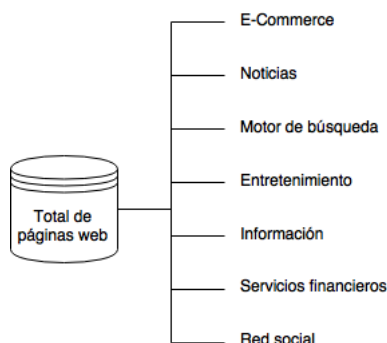 E-Commerce
Noticias
Motor de búsqueda
Entretenimiento
Total de
páginas web
Información
Servicios financieros
Red social